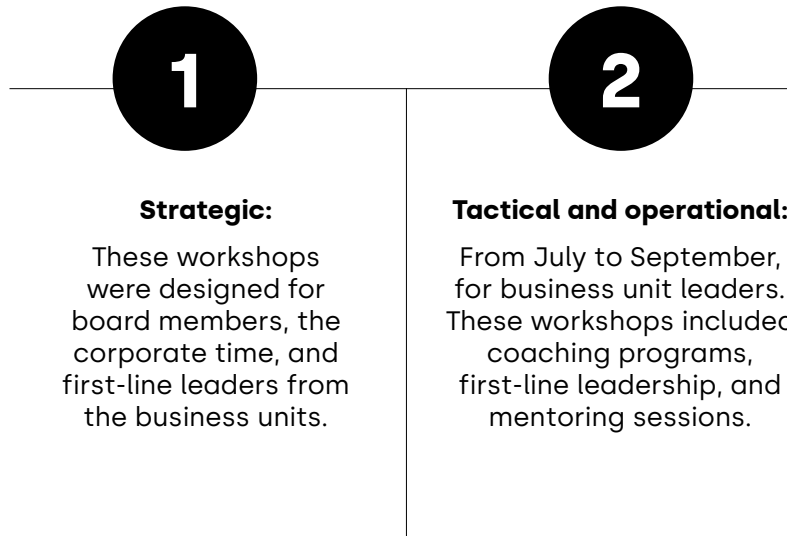 1
Strategic:
These workshops
were designed for
board members, the
corporate time, and
first-line leaders from
the business units.
2
Tactical and operational:
From July to September,
for business unit leaders.
These workshops included
coaching programs,
first-line leadership, and
mentoring sessions.